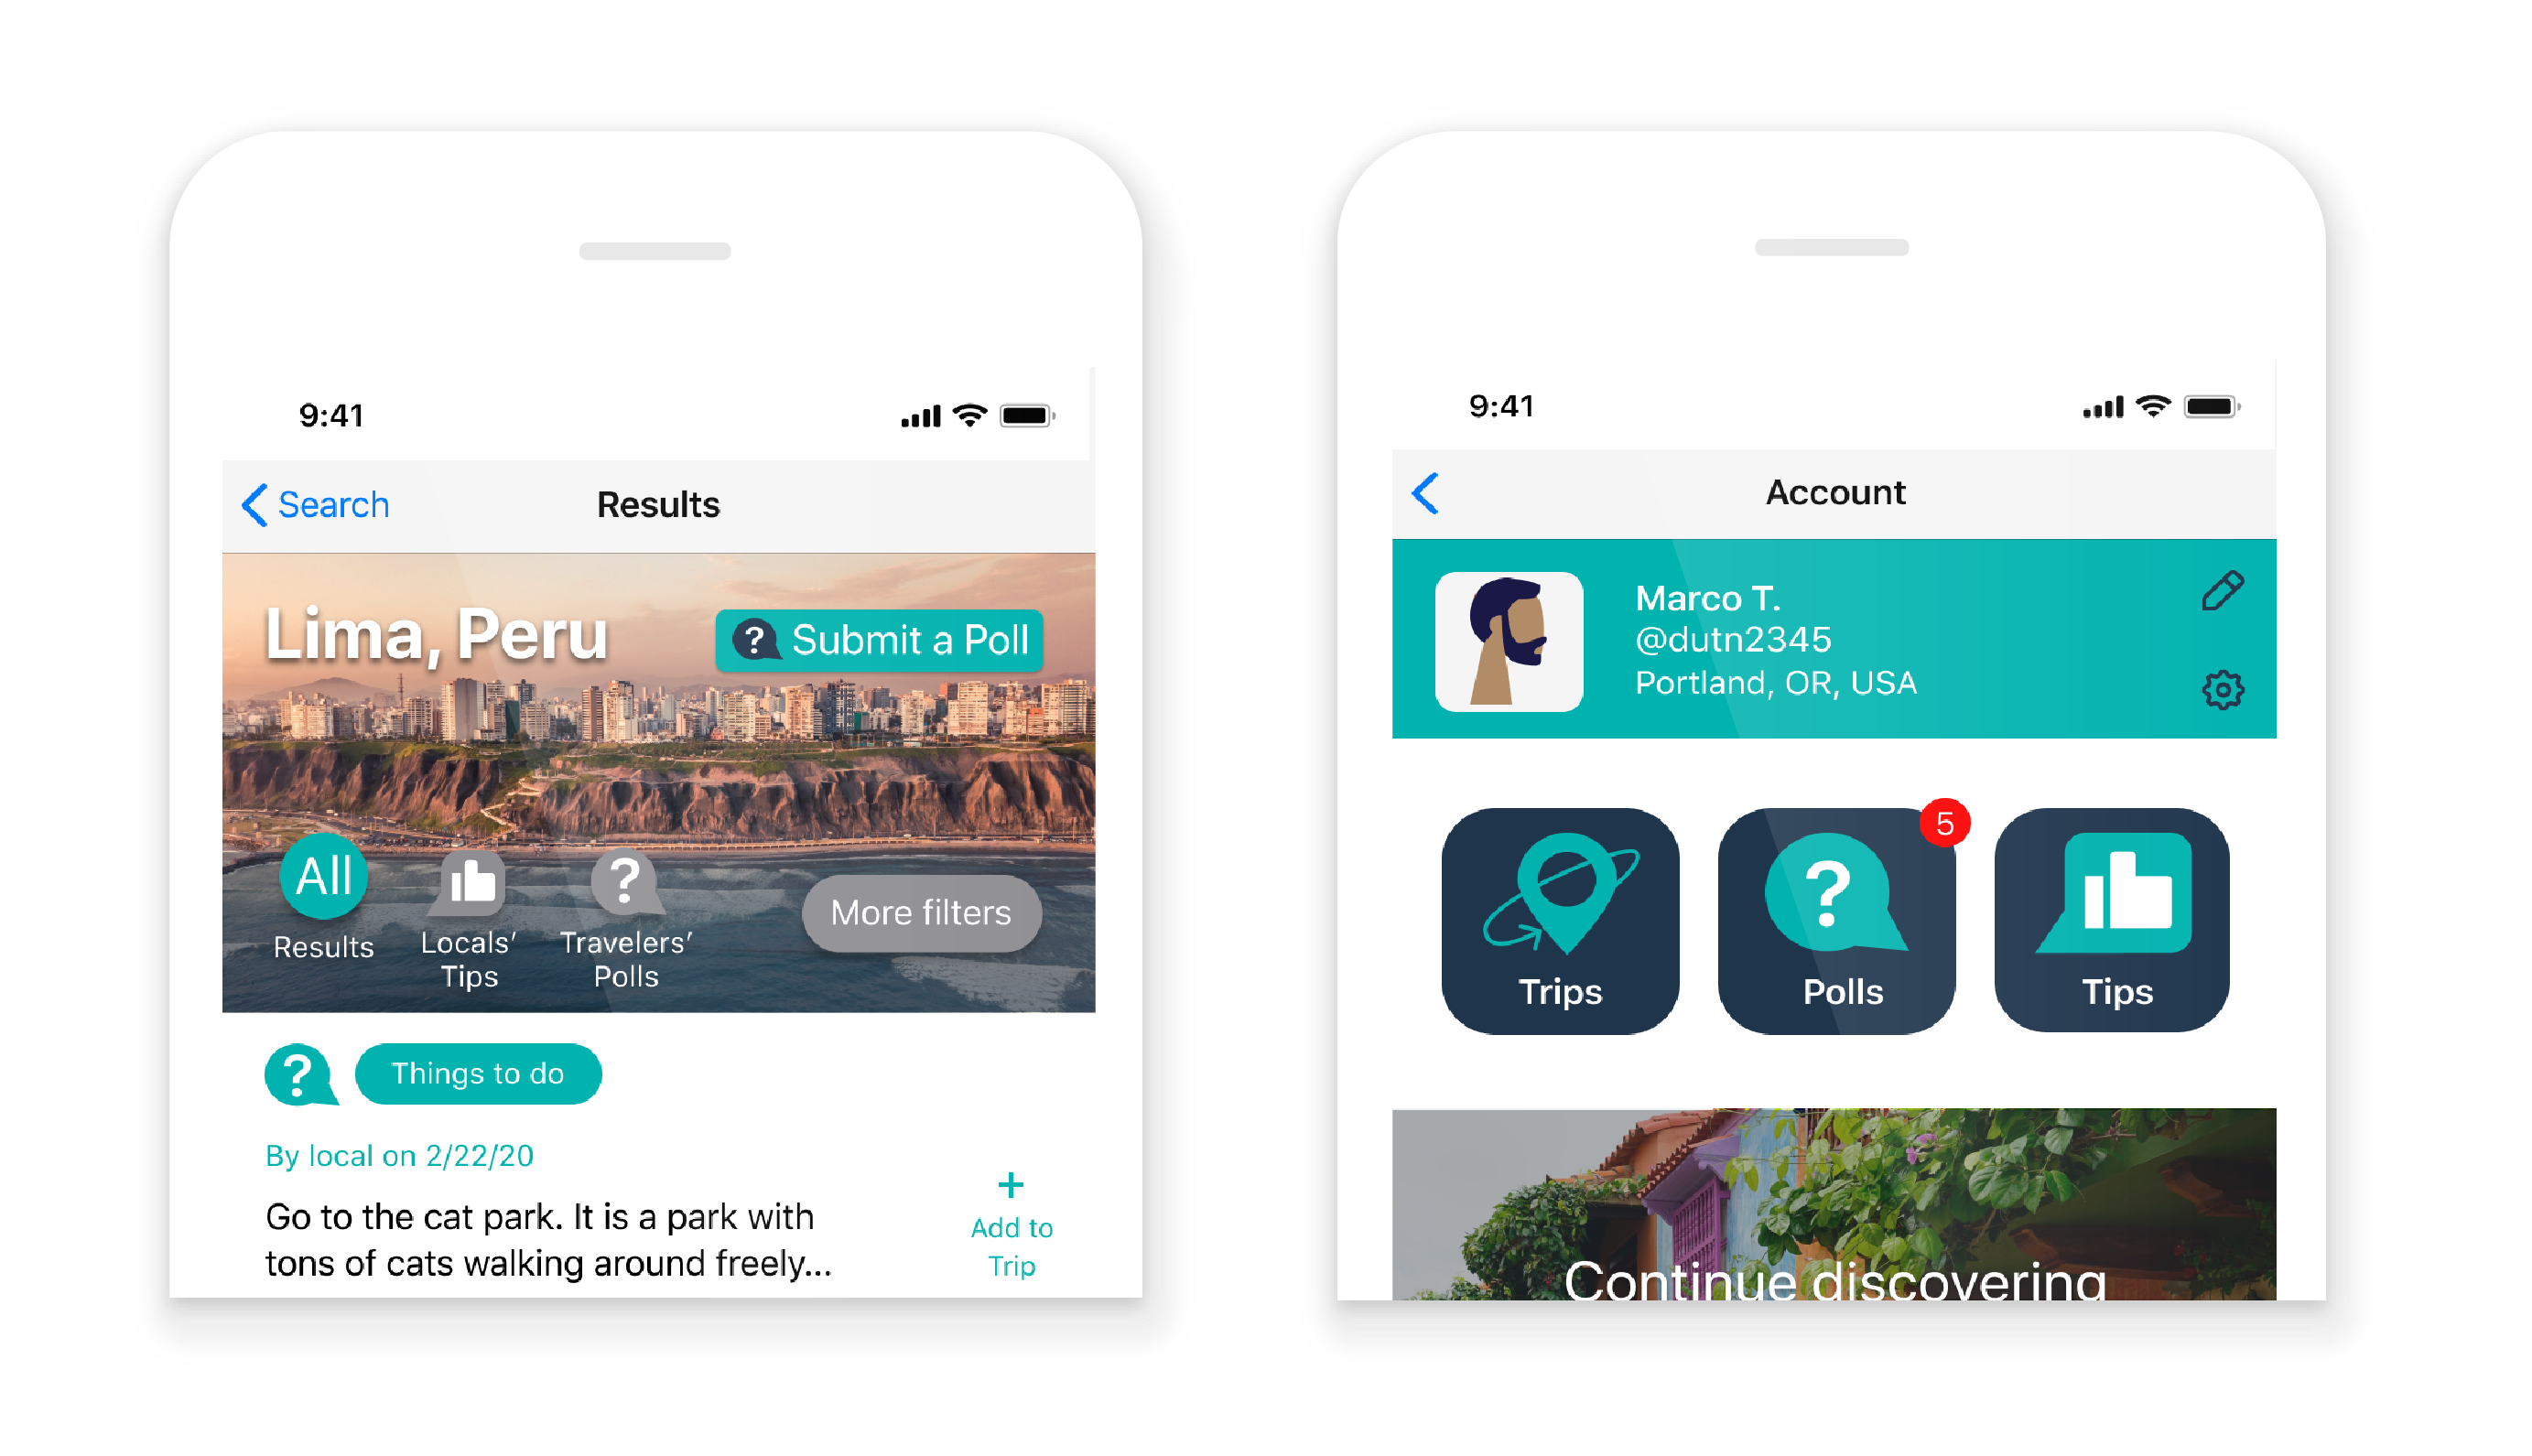 9:41
Search
Results
Lima, Peru
? Submit a Poll
All
?
Results
Locals’
Tips
Travelers’
Polls
More filters
?
Things to do
By local on 2/22/20
Go to the cat park. It is a park with
tons of cats walking around freely...
+
Add to
Trip
9:41
Account
Marco T.
@dutn2345
Portland, OR, USA
5
?
Trips
Polls
Tips
Continue discovering